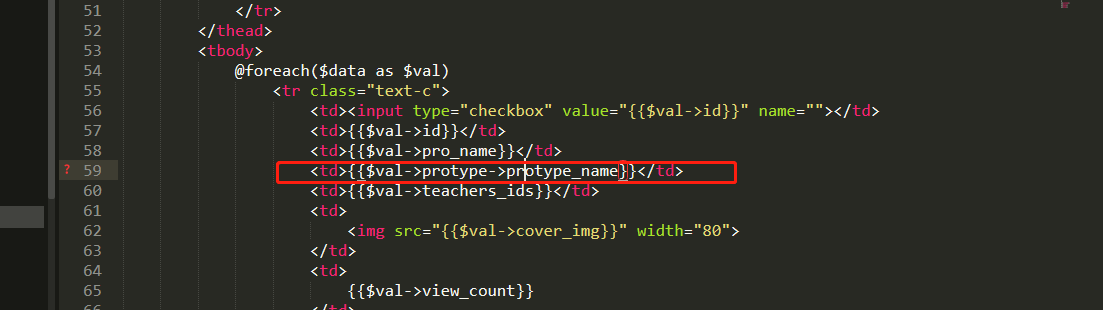 51 </tr>
52 </thead>
53 <tbody>
54 @foreach($data as $val)
55 <tr class="text-c">
56 <td><input type="checkbox" value="{{$val->id}}" name=""></td>
57 <td>{{$val->id}}</td>
58 <td>{{$val->pro_name}}</td>
? 59 <td>{{$val->protype->protype_name}}</td>
60 <td>{{$val->teachers_ids}}</td>
61 <td>
62 <img src="{{$val->cover_img}}" width="80">
63 </td>
64 <td>
65 {{$val->view_count}}
66 </td>